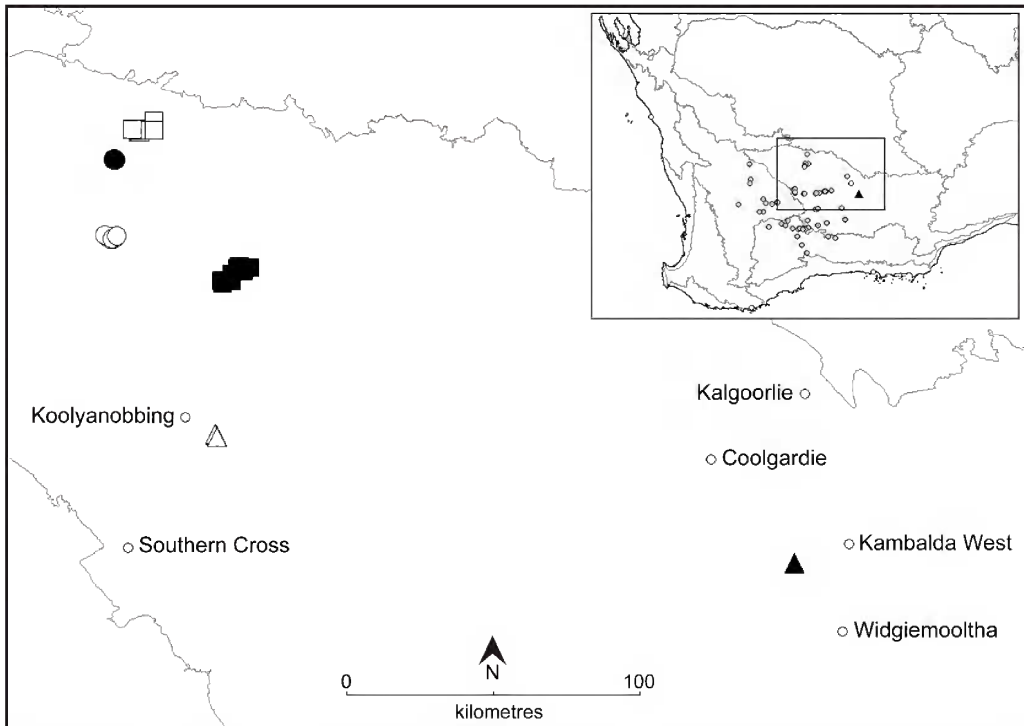 Kalgoorlie
Koolyanobbing
Coolgardie
Southern Cross
Kambalda West
Widgiemooltha
N
0 100
kilometres